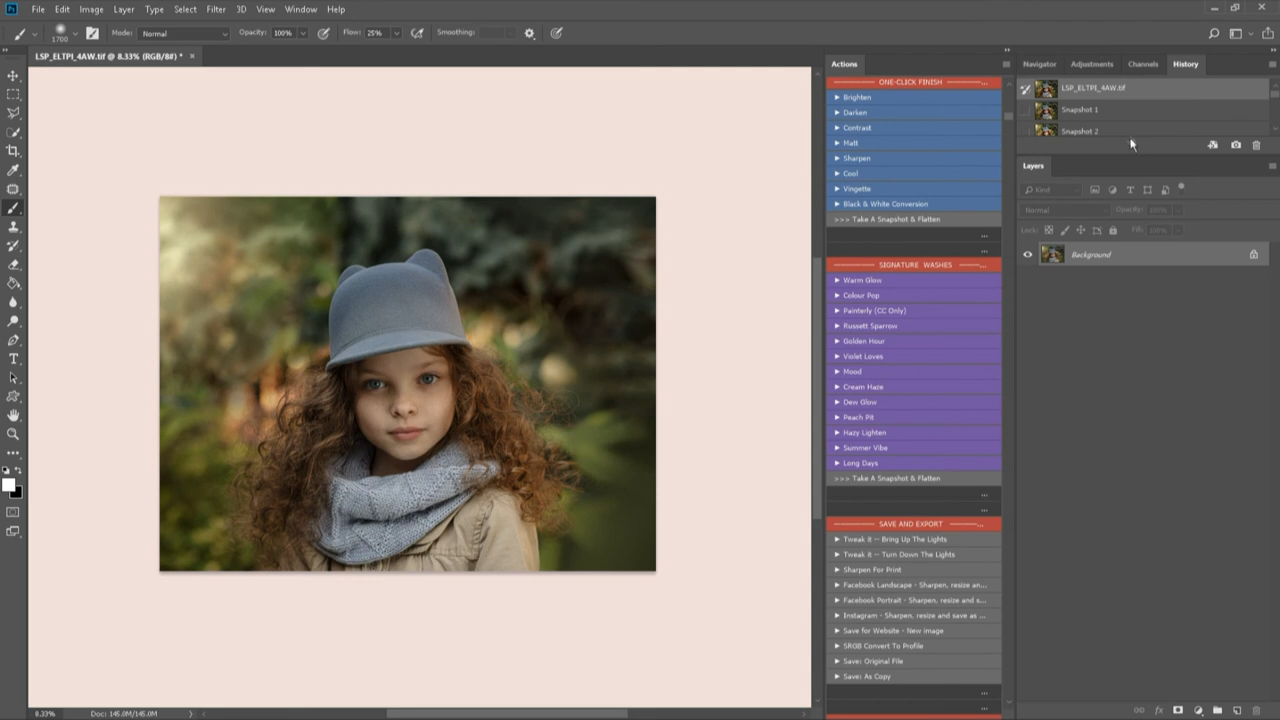 Ps File Edit Image Layer Type Select Filter 3D View Window Help
1700 Mode: Normal Opacity: 100% Flow: 25% Smoothing:
LSP_ELTPI_4AW.tif @ 8.33% (RGB/8#) * ×
Actions
ONE-CLICK FINISH ...
Brighten
Darken
Contrast
Matt
Sharpen
Cool
Vingette
Black & White Conversion
>>> Take A Snapshot & Flatten
...
...
SIGNATURE WASHES ...
Warm Glow
Colour Pop
Painterly (CC Only)
Russett Sparrow
Golden Hour
Violet Loves
Mood
Cream Haze
Dew Glow
Peach Pit
Hazy Lighten
Summer Vibe
Long Days
>>> Take A Snapshot & Flatten
...
...
SAVE AND EXPORT ...
Tweak it -- Bring Up The Lights
Tweak it -- Turn Down The Lights
Sharpen For Print
Facebook Landscape - Sharpen, resize an...
Facebook Portrait - Sharpen, resize and s...
Instagram - Sharpen, resize and save as ...
Save for Website - New image
SRGB Convert To Profile
Save: Original File
Save: As Copy
...
...
Navigator Adjustments Channels History
LSP_ELTPI_4AW.tif
Snapshot 1
Snapshot 2
Layers
Kind
Normal Opacity: 100%
Lock: Fill: 100%
Background
fx
8.33% Doc: 145.0M/145.0M